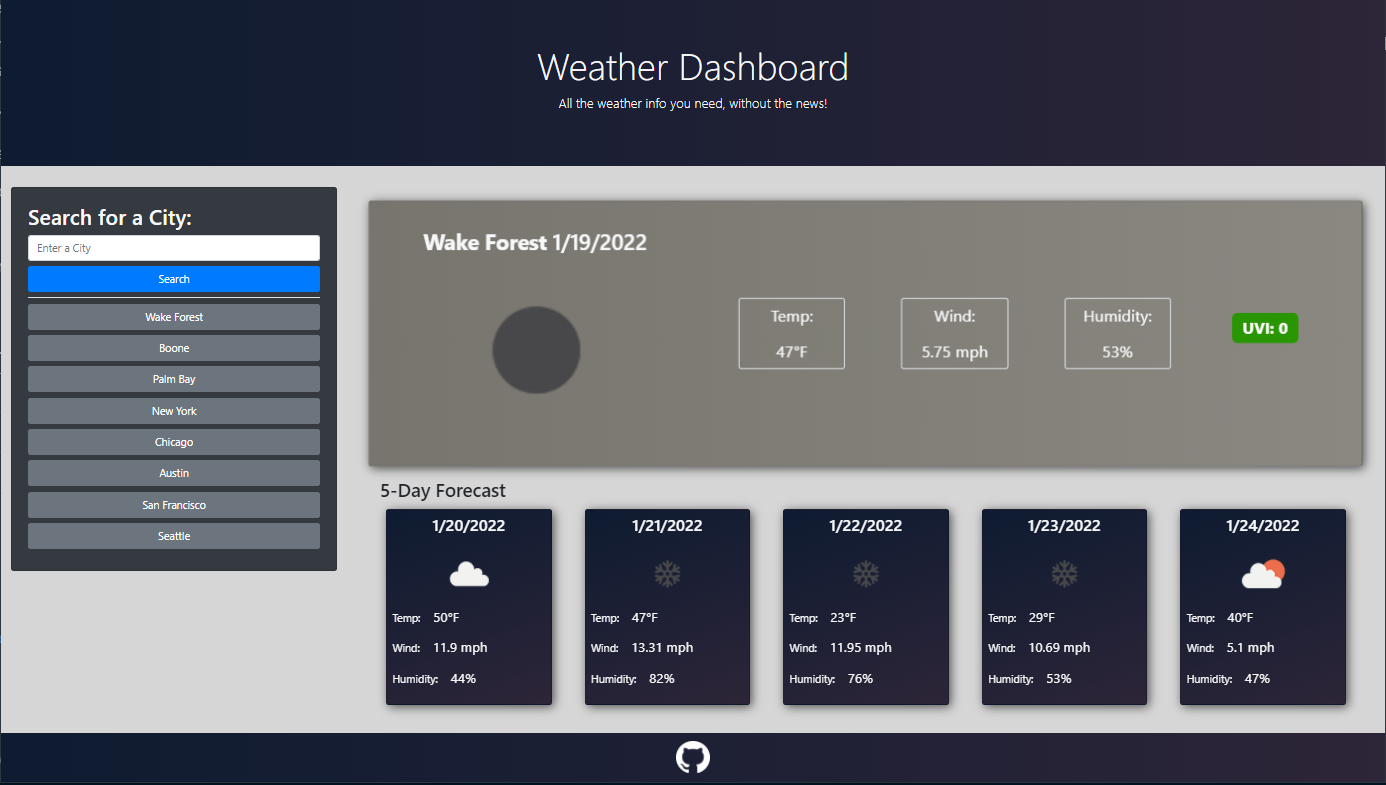 Weather Dashboard
All the weather info you need, without the news!
Search for a City:
Enter a City
Search
Wake Forest
Boone
Palm Bay
New York
Chicago
Austin
San Francisco
Seattle
Wake Forest 1/19/2022
Temp:
47°F
Wind:
5.75 mph
Humidity:
53%
UVI: 0
5-Day Forecast
1/20/2022
Temp: 50°F
Wind: 11.9 mph
Humidity: 44%
1/21/2022
Temp: 47°F
Wind: 13.31 mph
Humidity: 82%
1/22/2022
Temp: 23°F
Wind: 11.95 mph
Humidity: 76%
1/23/2022
Temp: 29°F
Wind: 10.69 mph
Humidity: 53%
1/24/2022
Temp: 40°F
Wind: 5.1 mph
Humidity: 47%